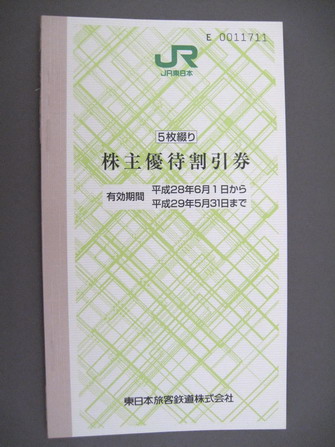 E 0011711
JR
JR東日本
5枚綴り
株主優待割引券
有効期間 平成28年6月1日から
平成29年5月31日まで
東日本旅客鉄道株式会社